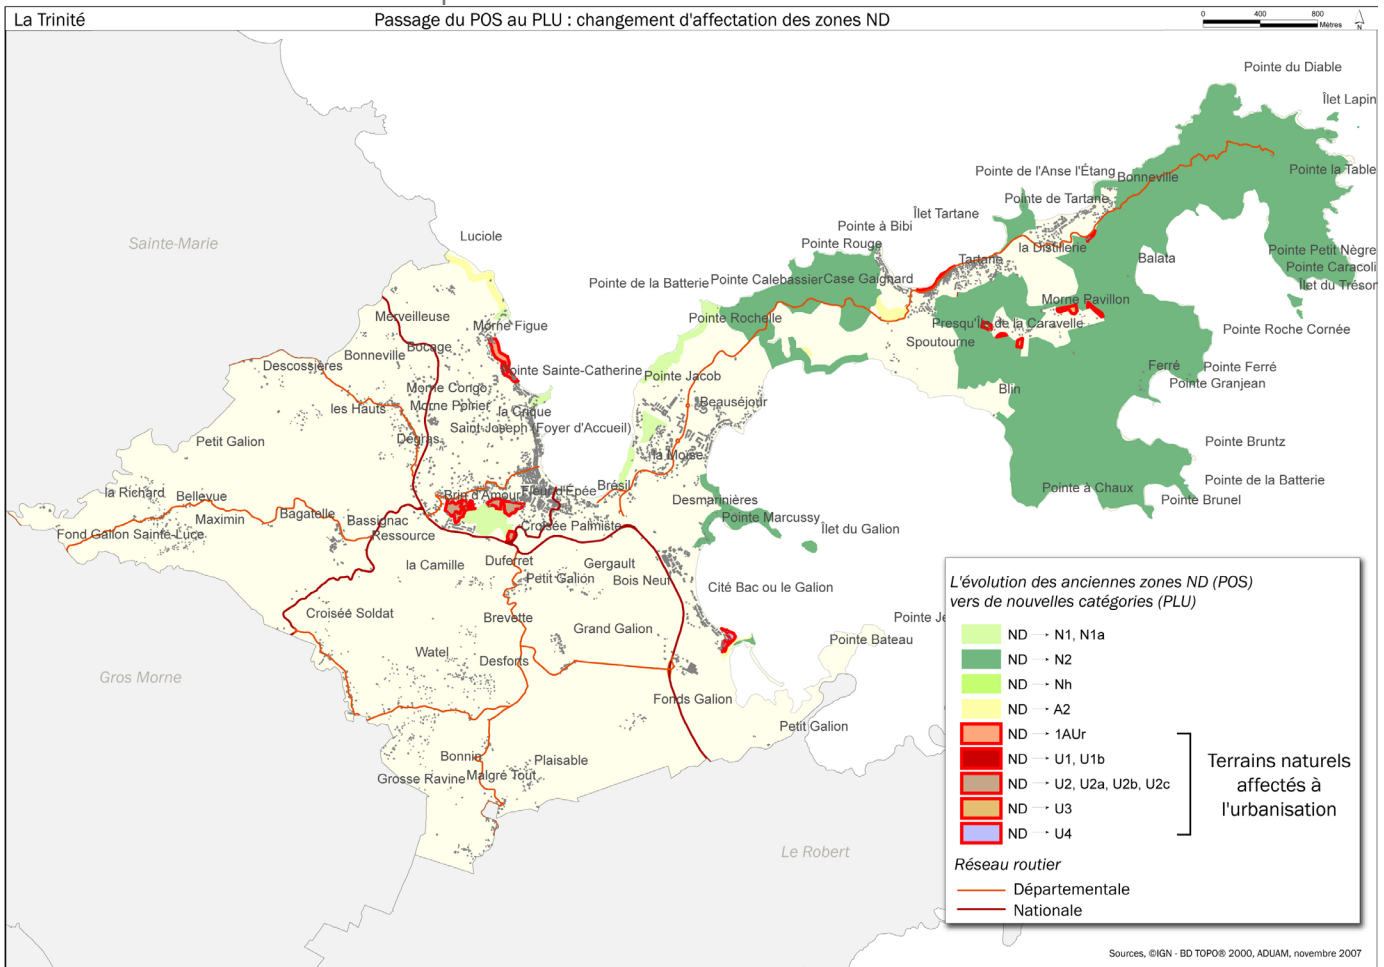 La Trinité
Passage du POS au PLU : changement d'affectation des zones ND
0 400 800
Mètres
N
Pointe du Diable
Îlet Lapin
Pointe de l'Anse l'Étang
Bonneville
Pointe la Table
Pointe de Tartane
Îlet Tartane
Pointe à Bibi
Pointe Rouge
la Distillerie
Pointe Petit Nègre
Sainte-Marie
Luciole
Tartane
Balata
Pointe Caracoli
Pointe de la Batterie
Pointe Calebassier
Case Gaignard
Îlet du Trésor
Morne Pavillon
Merveilleuse
Morne Figue
Pointe Rochelle
Presqu'Île de la Caravelle
Pointe Roche Cornée
Bocage
Bonneville
Spoutourne
Descossières
Pointe Sainte-Catherine
Pointe Jacob
Ferré
Pointe Ferré
Pointe Granjean
Morne Congo
Blin
les Hauts
Morne Poirier
la Crique
Beauséjour
Saint-Joseph (Foyer d'Accueil)
Petit Galion
Dégras
Pointe Bruntz
la Moïse
Pointe de la Batterie
la Richard
Bellevue
Brin d'Amour
Fleur d'Épée
Brésil
Desmarinières
Pointe à Chaux
Pointe Brunel
Maximin
Bagatelle
Bassignac
Croisée Palmiste
Pointe Marcussy
Îlet du Galion
Fond Galion Sainte-Luce
Ressource
la Camille
Duferret
Gergault
Petit Galion
Bois Neuf
Cité Bac ou le Galion
Croiséé Soldat
Brevette
Grand Galion
Pointe Je
Pointe Bateau
Watel
Desforts
Gros Morne
Fonds Galion
Petit Galion
Bonnin
Plaisable
Grosse Ravine
Malgré Tout
Le Robert
L'évolution des anciennes zones ND (POS)
vers de nouvelles catégories (PLU)
ND → N1, N1a
ND → N2
ND → Nh
ND → A2
ND → 1AUr
ND → U1, U1b
ND → U2, U2a, U2b, U2c
ND → U3
ND → U4
Terrains naturels
affectés à
l'urbanisation
Réseau routier
Départementale
Nationale
Sources, ©IGN - BD TOPO® 2000, ADUAM, novembre 2007